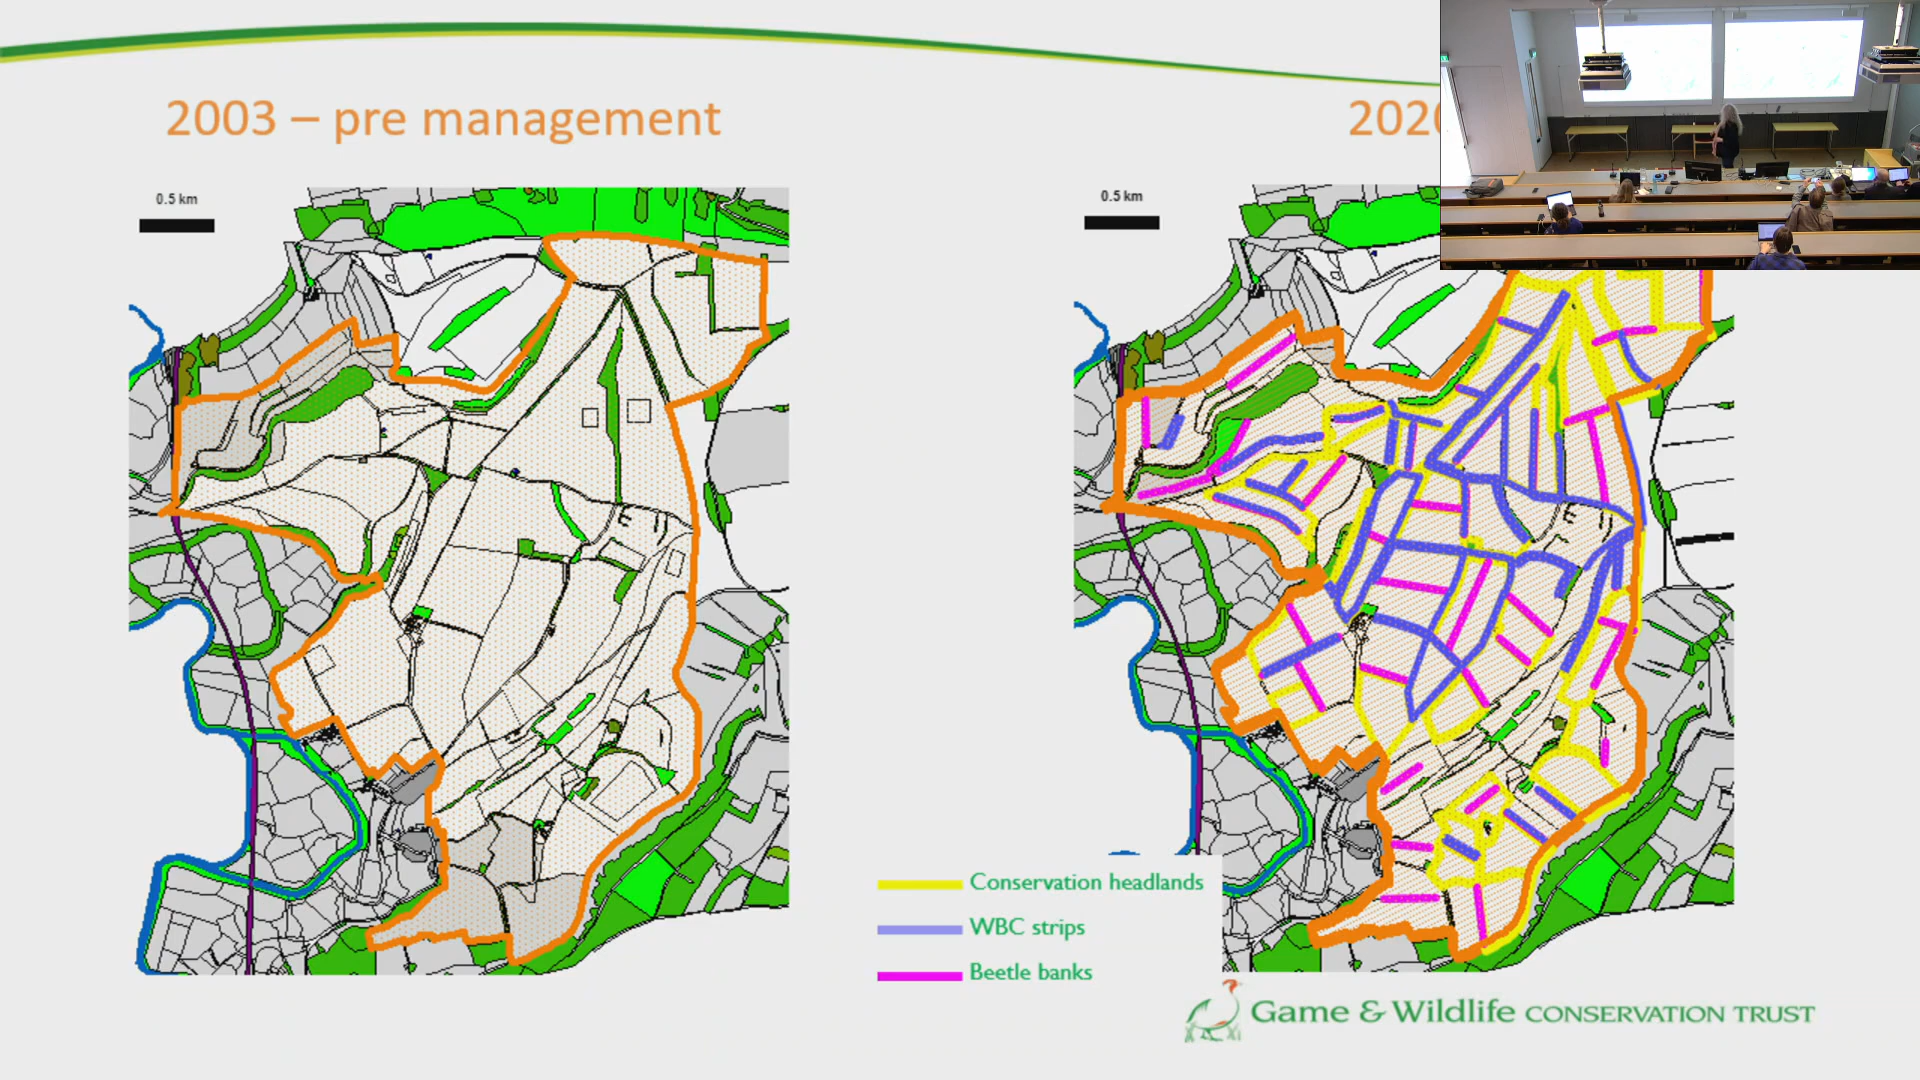 2003 – pre management
202
0.5 km
0.5 km
Conservation headlands
WBC strips
Beetle banks
Game & Wildlife CONSERVATION TRUST